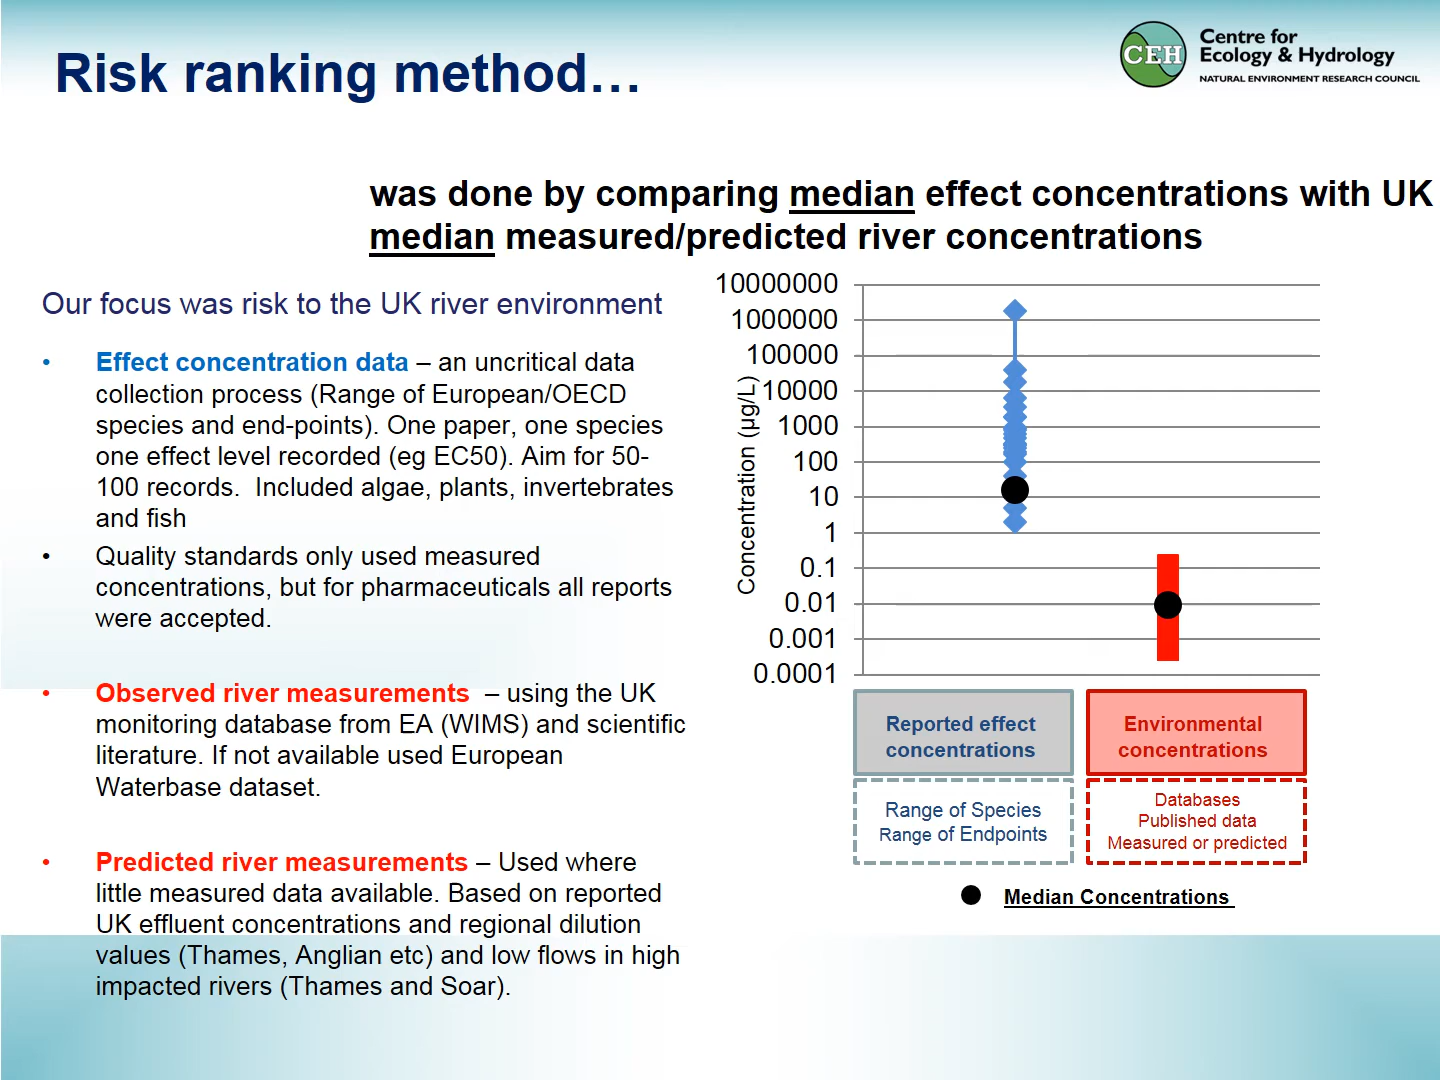 Risk ranking method…
CEH
Centre for
Ecology & Hydrology
NATURAL ENVIRONMENT RESEARCH COUNCIL
was done by comparing median effect concentrations with UK
median measured/predicted river concentrations
Our focus was risk to the UK river environment
• Effect concentration data – an uncritical data
collection process (Range of European/OECD
species and end-points). One paper, one species
one effect level recorded (eg EC50). Aim for 50-
100 records.  Included algae, plants, invertebrates
and fish
• Quality standards only used measured
concentrations, but for pharmaceuticals all reports
were accepted.
• Observed river measurements  – using the UK
monitoring database from EA (WIMS) and scientific
literature. If not available used European
Waterbase dataset.
• Predicted river measurements – Used where
little measured data available. Based on reported
UK effluent concentrations and regional dilution
values (Thames, Anglian etc) and low flows in high
impacted rivers (Thames and Soar).
Concentration (µg/L)
10000000
1000000
100000
10000
1000
100
10
1
0.1
0.01
0.001
0.0001
Reported effect
concentrations
Environmental
concentrations
Range of Species
Range of Endpoints
Databases
Published data
Measured or predicted
Median Concentrations